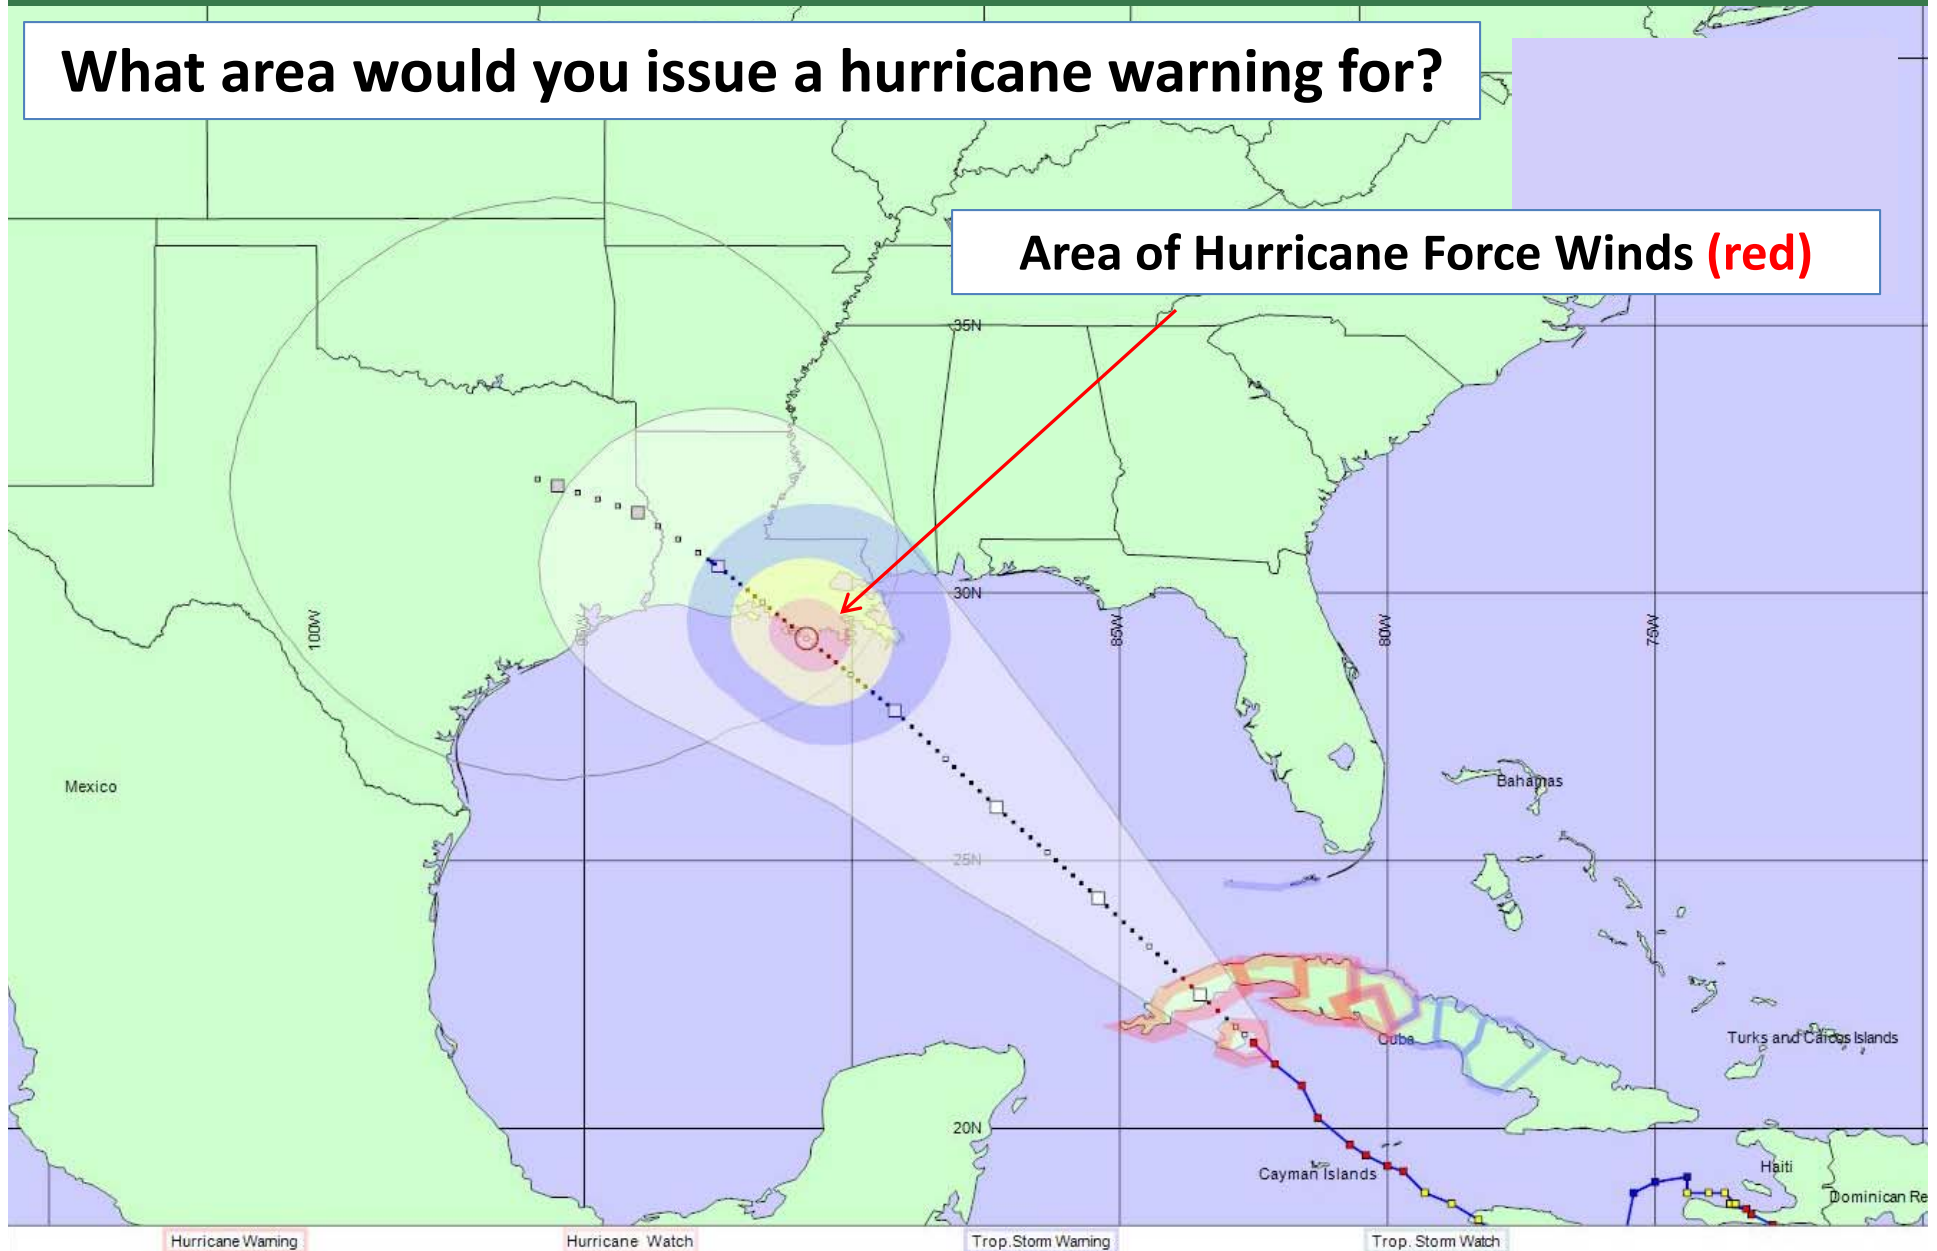 What area would you issue a hurricane warning for?
Area of Hurricane Force Winds (red)
35N
30N
100W
85W
80W
75W
Mexico
Bahamas
25N
Cuba
Turks and Caicos Islands
20N
Cayman Islands
Haiti
Dominican Re
Hurricane Warning
Hurricane Watch
Trop.Storm Warning
Trop. Storm Watch